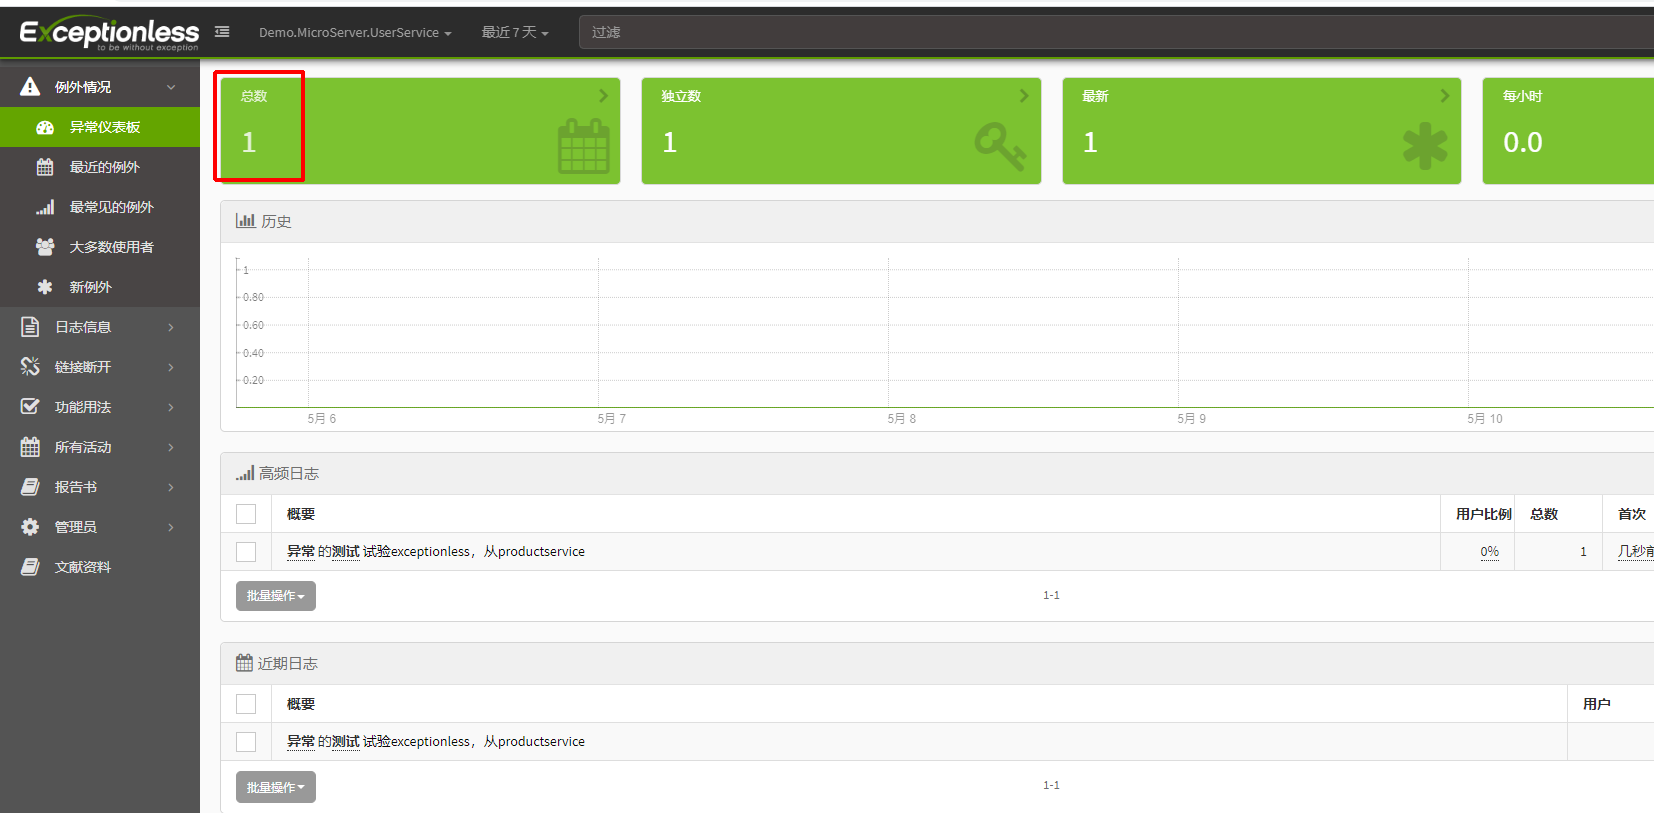 Exceptionless
to be without exception
Demo.MicroServer.UserService
最近 7 天
过滤
例外情况
异常仪表板
最近的例外
最常见的例外
大多数使用者
新例外
日志信息
链接断开
功能用法
所有活动
报告书
管理员
文献资料
总数
1
独立数
1
最新
1
每小时
0.0
历史
1
0.80
0.60
0.40
0.20
5月 6
5月 7
5月 8
5月 9
5月 10
高频日志
概要
用户比例
总数
首次
异常 的测试 试验exceptionless，从productservice
0%
1
几秒前
批量操作
1-1
近期日志
概要
用户
异常 的测试 试验exceptionless，从productservice
批量操作
1-1